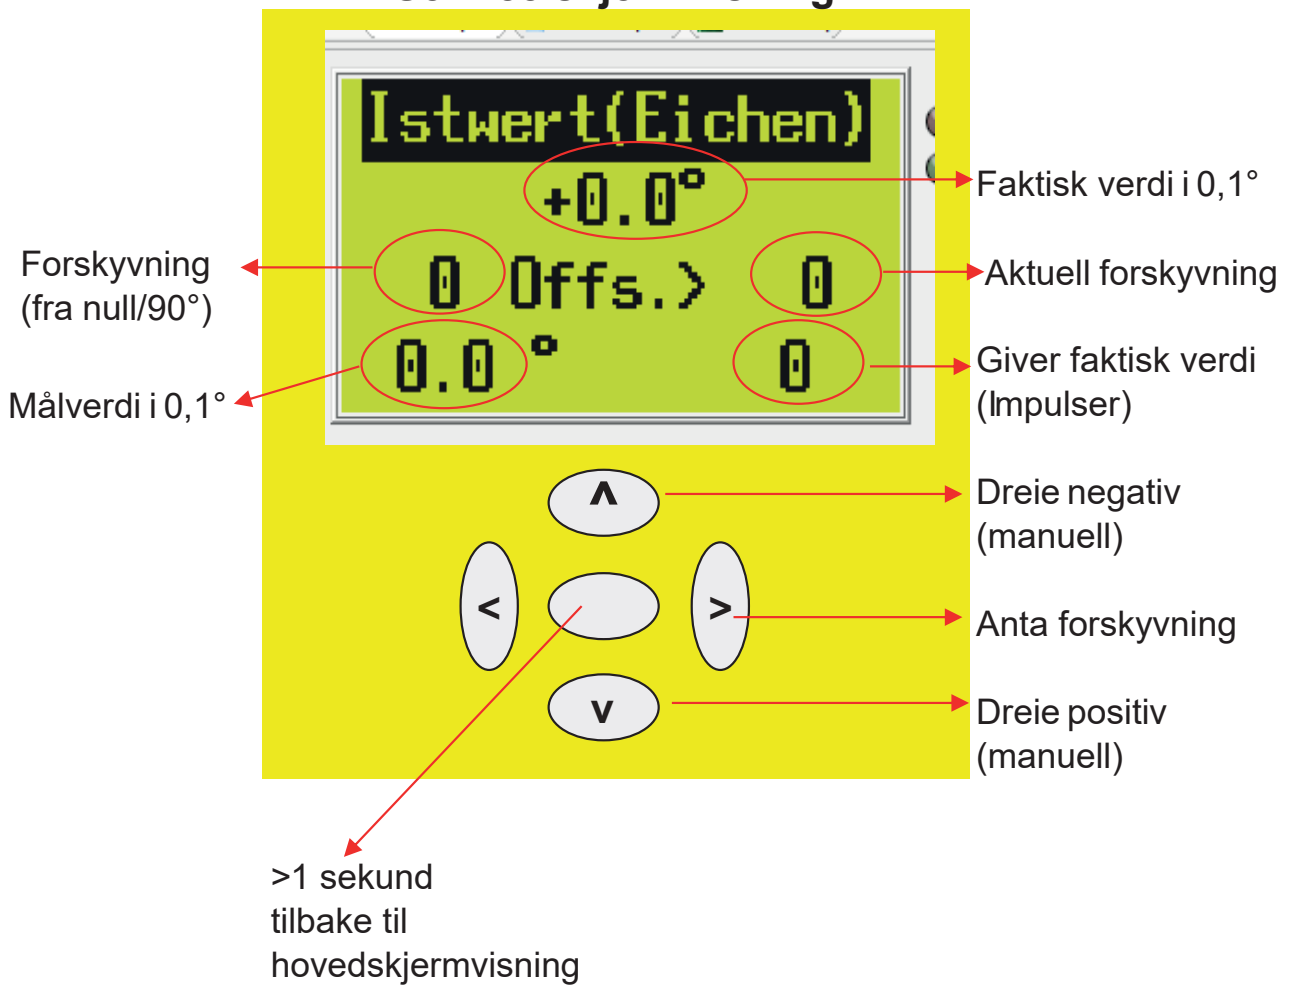 Istwert(Eichen)
+0.0°
Faktisk verdi i 0,1°
Forskyvning
(fra null/90°)
0 Offs.> 0
Aktuell forskyvning
0.0° 0
Målverdi i 0,1°
Giver faktisk verdi
(Impulser)
^
Dreie negativ
(manuell)
<
>
Anta forskyvning
v
Dreie positiv
(manuell)
>1 sekund
tilbake til
hovedskjermvisning